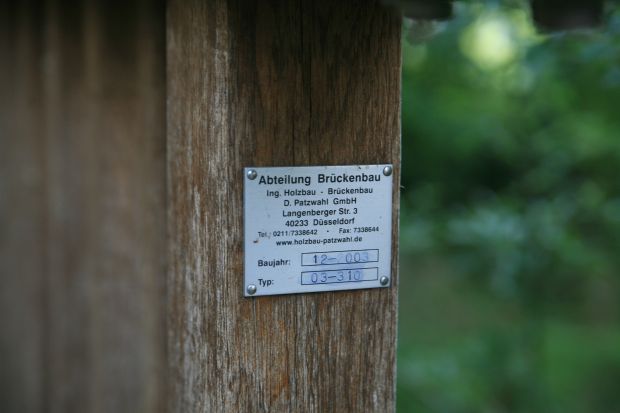 Abteilung Brückenbau
Ing. Holzbau - Brückenbau
D. Patzwahl GmbH
Langenberger Str. 3
40233 Düsseldorf
Tel.: 0211/7338642 • Fax: 7338644
www.holzbau-patzwahl.de
Baujahr: 12-2003
Typ: 03-310